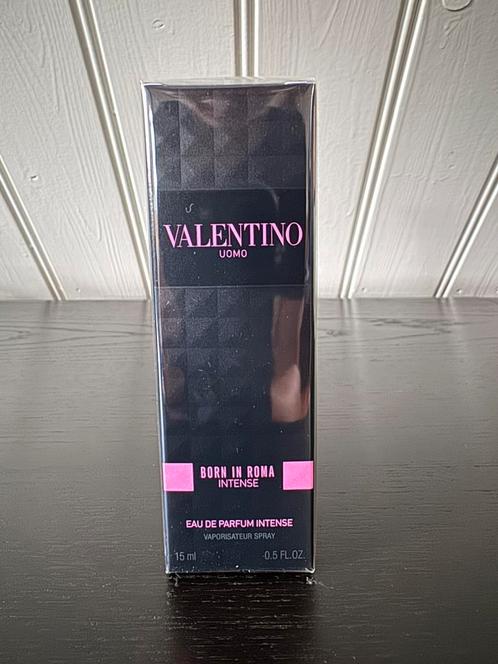 VALENTINO
UOMO
BORN IN ROMA
INTENSE
EAU DE PARFUM INTENSE
VAPORISATEUR SPRAY
15 ml 0.5 FL.OZ.